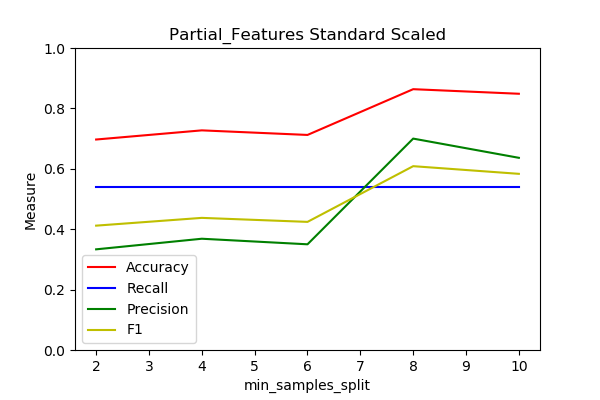 Partial_Features Standard Scaled
1.0
0.8
0.6
0.4
0.2
0.0
Measure
Accuracy
Recall
Precision
F1
2 3 4 5 6 7 8 9 10
min_samples_split